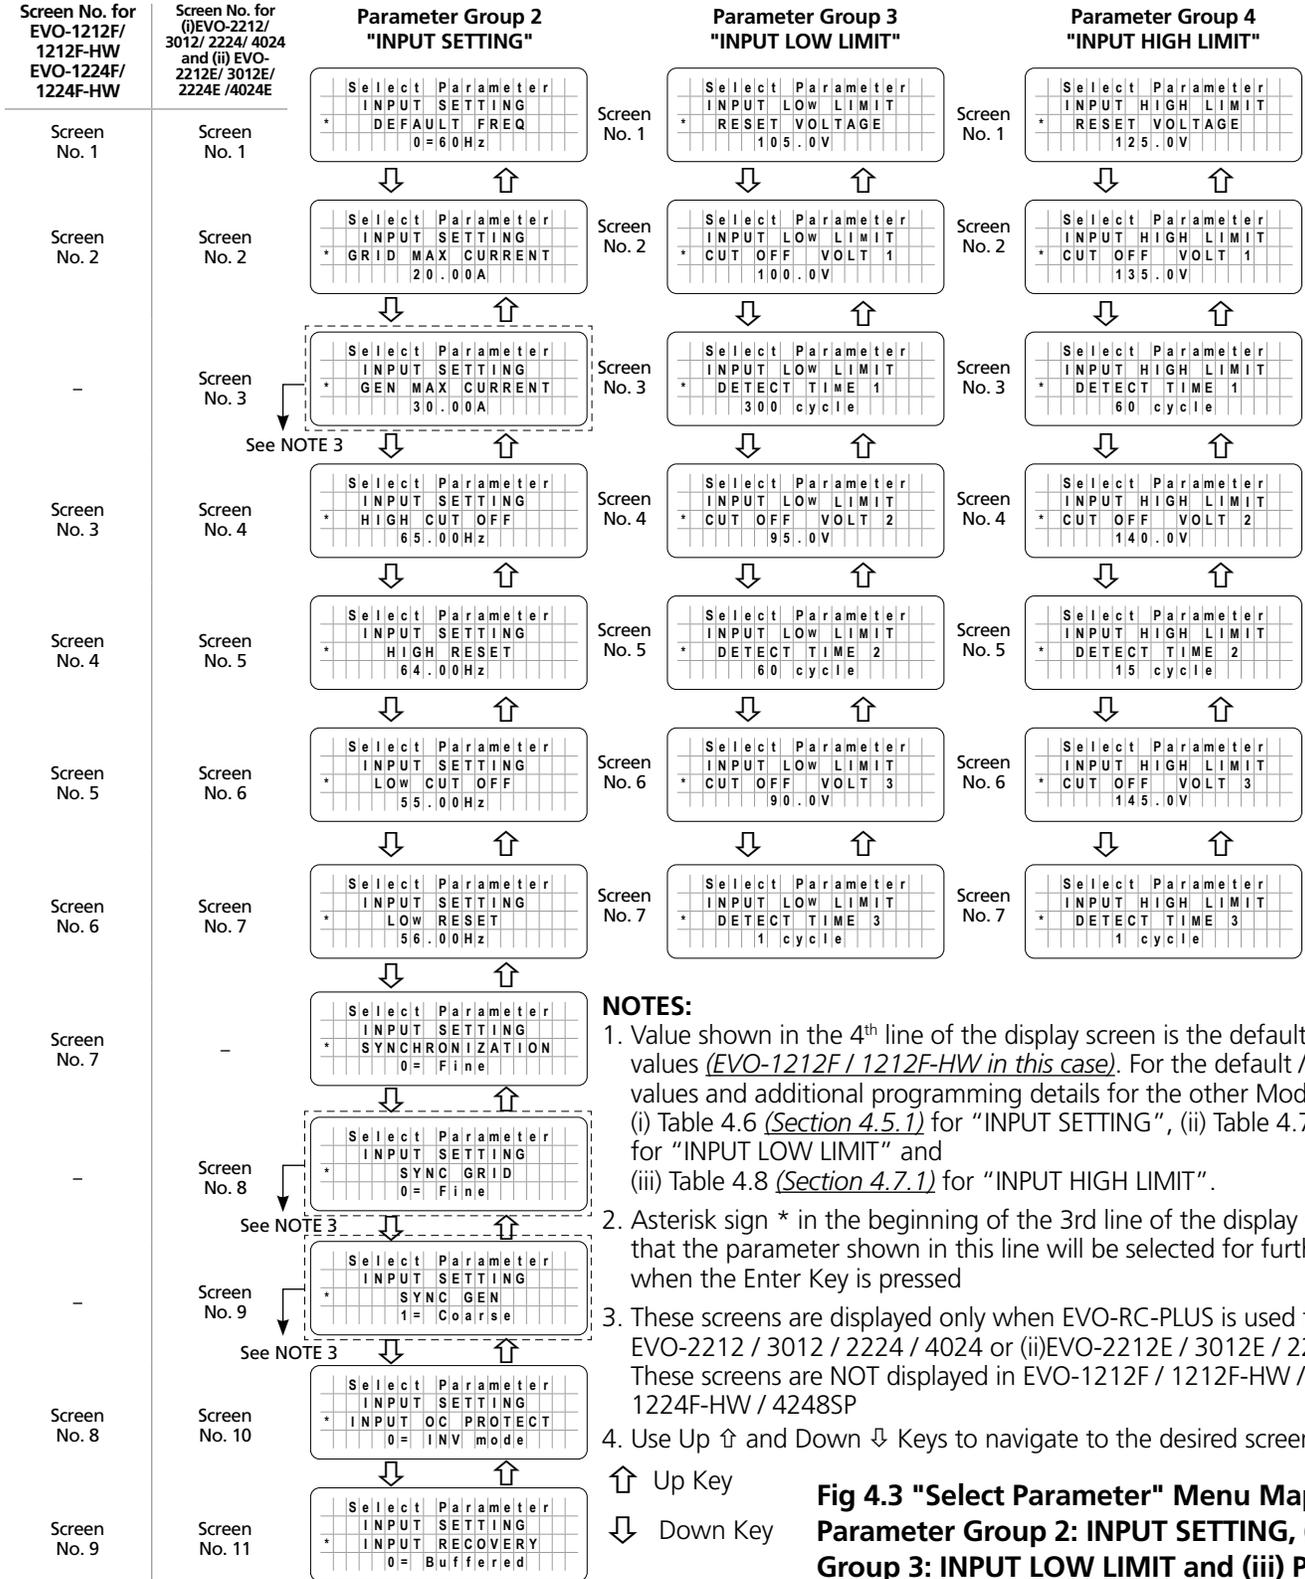 Screen No. for
EVO-1212F/
1212F-HW
EVO-1224F/
1224F-HW
Screen No. for
(i)EVO-2212/
3012/ 2224/ 4024
and (ii) EVO-
2212E/ 3012E/
2224E /4024E
Parameter Group 2
"INPUT SETTING"
Parameter Group 3
"INPUT LOW LIMIT"
Parameter Group 4
"INPUT HIGH LIMIT"
Screen
No. 1
Screen
No. 1
Select Parameter
INPUT SETTING
* DEFAULT FREQ
0=60Hz
Screen
No. 1
Select Parameter
INPUT LOW LIMIT
* RESET VOLTAGE
105.0V
Screen
No. 1
Select Parameter
INPUT HIGH LIMIT
* RESET VOLTAGE
125.0V
Screen
No. 2
Screen
No. 2
Select Parameter
INPUT SETTING
* GRID MAX CURRENT
20.00A
Screen
No. 2
Select Parameter
INPUT LOW LIMIT
* CUT OFF VOLT 1
100.0V
Screen
No. 2
Select Parameter
INPUT HIGH LIMIT
* CUT OFF VOLT 1
135.0V
–
Screen
No. 3
See NOTE 3
Select Parameter
INPUT SETTING
* GEN MAX CURRENT
30.00A
Screen
No. 3
Select Parameter
INPUT LOW LIMIT
* DETECT TIME 1
300 cycle
Screen
No. 3
Select Parameter
INPUT HIGH LIMIT
* DETECT TIME 1
60 cycle
Screen
No. 3
Screen
No. 4
Select Parameter
INPUT SETTING
* HIGH CUT OFF
65.00Hz
Screen
No. 4
Select Parameter
INPUT LOW LIMIT
* CUT OFF VOLT 2
95.0V
Screen
No. 4
Select Parameter
INPUT HIGH LIMIT
* CUT OFF VOLT 2
140.0V
Screen
No. 4
Screen
No. 5
Select Parameter
INPUT SETTING
* HIGH RESET
64.00Hz
Screen
No. 5
Select Parameter
INPUT LOW LIMIT
* DETECT TIME 2
60 cycle
Screen
No. 5
Select Parameter
INPUT HIGH LIMIT
* DETECT TIME 2
15 cycle
Screen
No. 5
Screen
No. 6
Select Parameter
INPUT SETTING
* LOW CUT OFF
55.00Hz
Screen
No. 6
Select Parameter
INPUT LOW LIMIT
* CUT OFF VOLT 3
90.0V
Screen
No. 6
Select Parameter
INPUT HIGH LIMIT
* CUT OFF VOLT 3
145.0V
Screen
No. 6
Screen
No. 7
Select Parameter
INPUT SETTING
* LOW RESET
56.00Hz
Screen
No. 7
Select Parameter
INPUT LOW LIMIT
* DETECT TIME 3
1 cycle
Screen
No. 7
Select Parameter
INPUT HIGH LIMIT
* DETECT TIME 3
1 cycle
Screen
No. 7
–
Select Parameter
INPUT SETTING
* SYNCHRONIZATION
0= Fine
–
Screen
No. 8
See NOTE 3
Select Parameter
INPUT SETTING
* SYNC GRID
0= Fine
–
Screen
No. 9
See NOTE 3
Select Parameter
INPUT SETTING
* SYNC GEN
1= Coarse
Screen
No. 8
Screen
No. 10
Select Parameter
INPUT SETTING
* INPUT OC PROTECT
0= INV mode
Screen
No. 9
Screen
No. 11
Select Parameter
INPUT SETTING
* INPUT RECOVERY
0= Buffered
NOTES:
1. Value shown in the 4th line of the display screen is the default
values (EVO-1212F / 1212F-HW in this case). For the default /
values and additional programming details for the other Mod
(i) Table 4.6 (Section 4.5.1) for “INPUT SETTING”, (ii) Table 4.7
for “INPUT LOW LIMIT” and
(iii) Table 4.8 (Section 4.7.1) for “INPUT HIGH LIMIT”.
2. Asterisk sign * in the beginning of the 3rd line of the display
that the parameter shown in this line will be selected for furth
when the Enter Key is pressed
3. These screens are displayed only when EVO-RC-PLUS is used
EVO-2212 / 3012 / 2224 / 4024 or (ii)EVO-2212E / 3012E / 22
These screens are NOT displayed in EVO-1212F / 1212F-HW /
1224F-HW / 4248SP
4. Use Up ⇧ and Down ⇩ Keys to navigate to the desired screen
⇧ Up Key
⇩ Down Key
Fig 4.3 "Select Parameter" Menu Map
Parameter Group 2: INPUT SETTING,
Group 3: INPUT LOW LIMIT and (iii) P